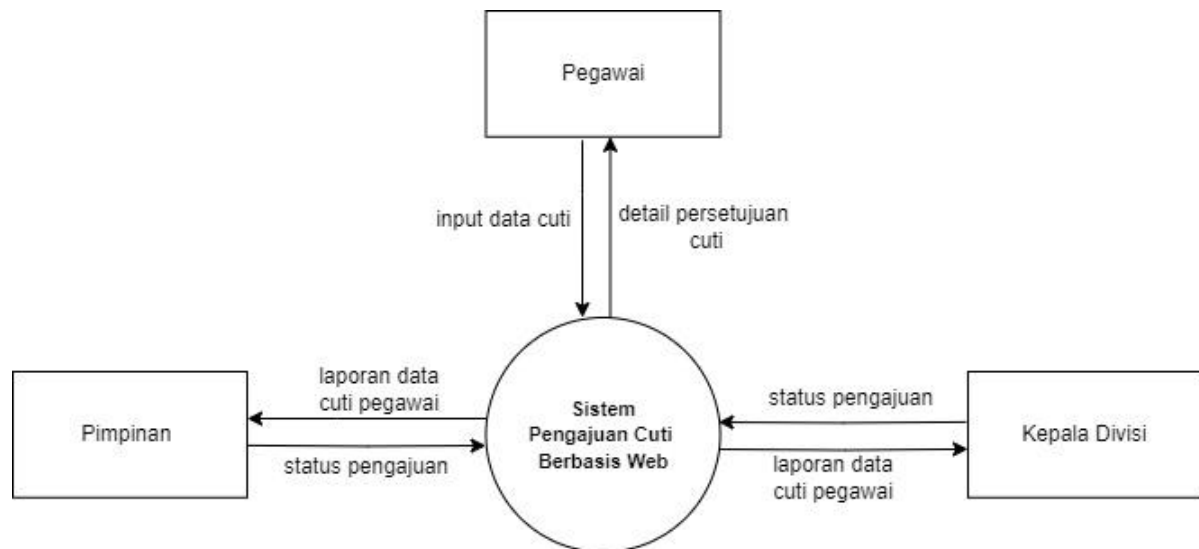 Pegawai
input data cuti
detail persetujuan
cuti
laporan data
cuti pegawai
status pengajuan
Pimpinan
status pengajuan
Sistem
Pengajuan Cuti
Berbasis Web
Kepala Divisi
laporan data
cuti pegawai